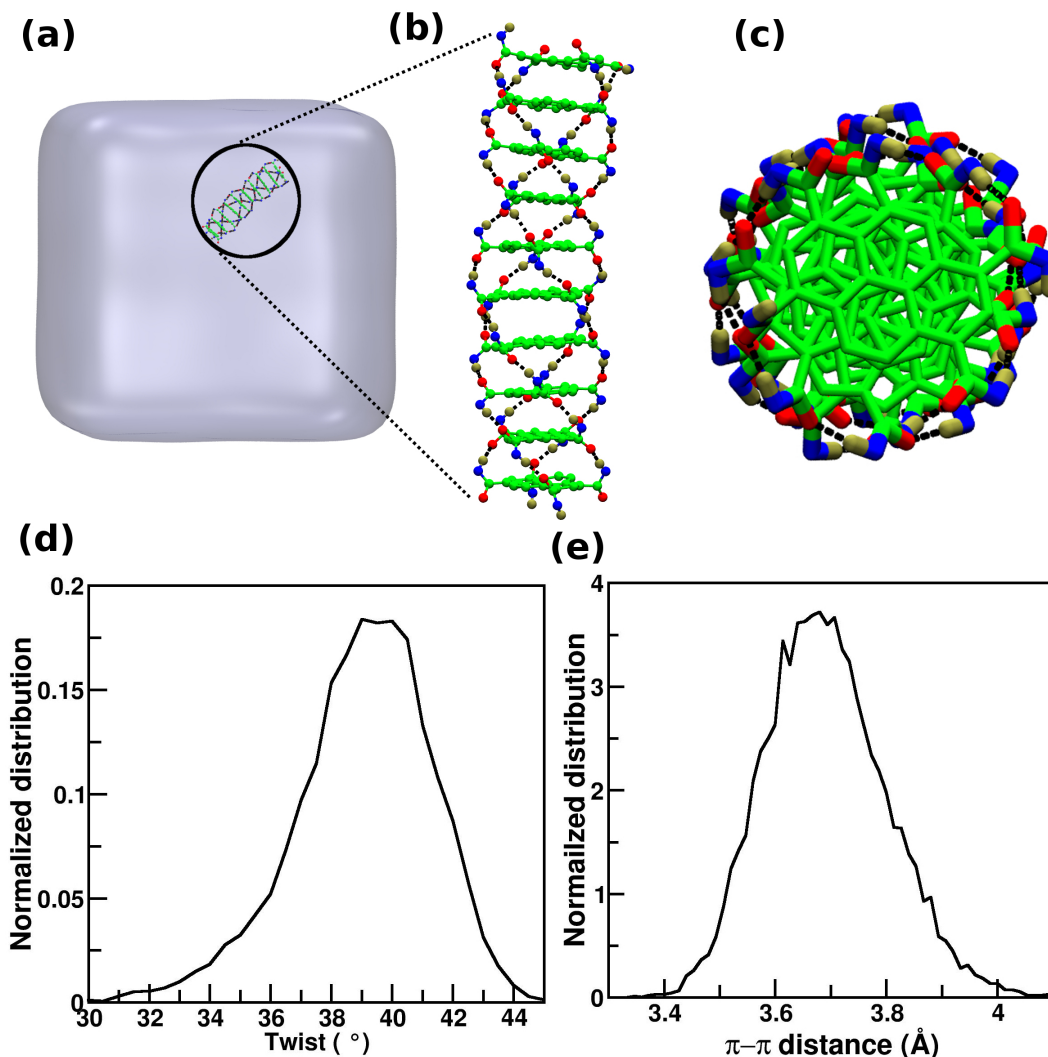 (a)
(b)
(c)
(d)
0.2
0.15
0.1
0.05
0
Normalized distribution
30 32 34 36 38 40 42 44
Twist ( °)
(e)
4
3
2
1
0
Normailzed distribution
3.4 3.6 3.8 4
π−π distance (Å)